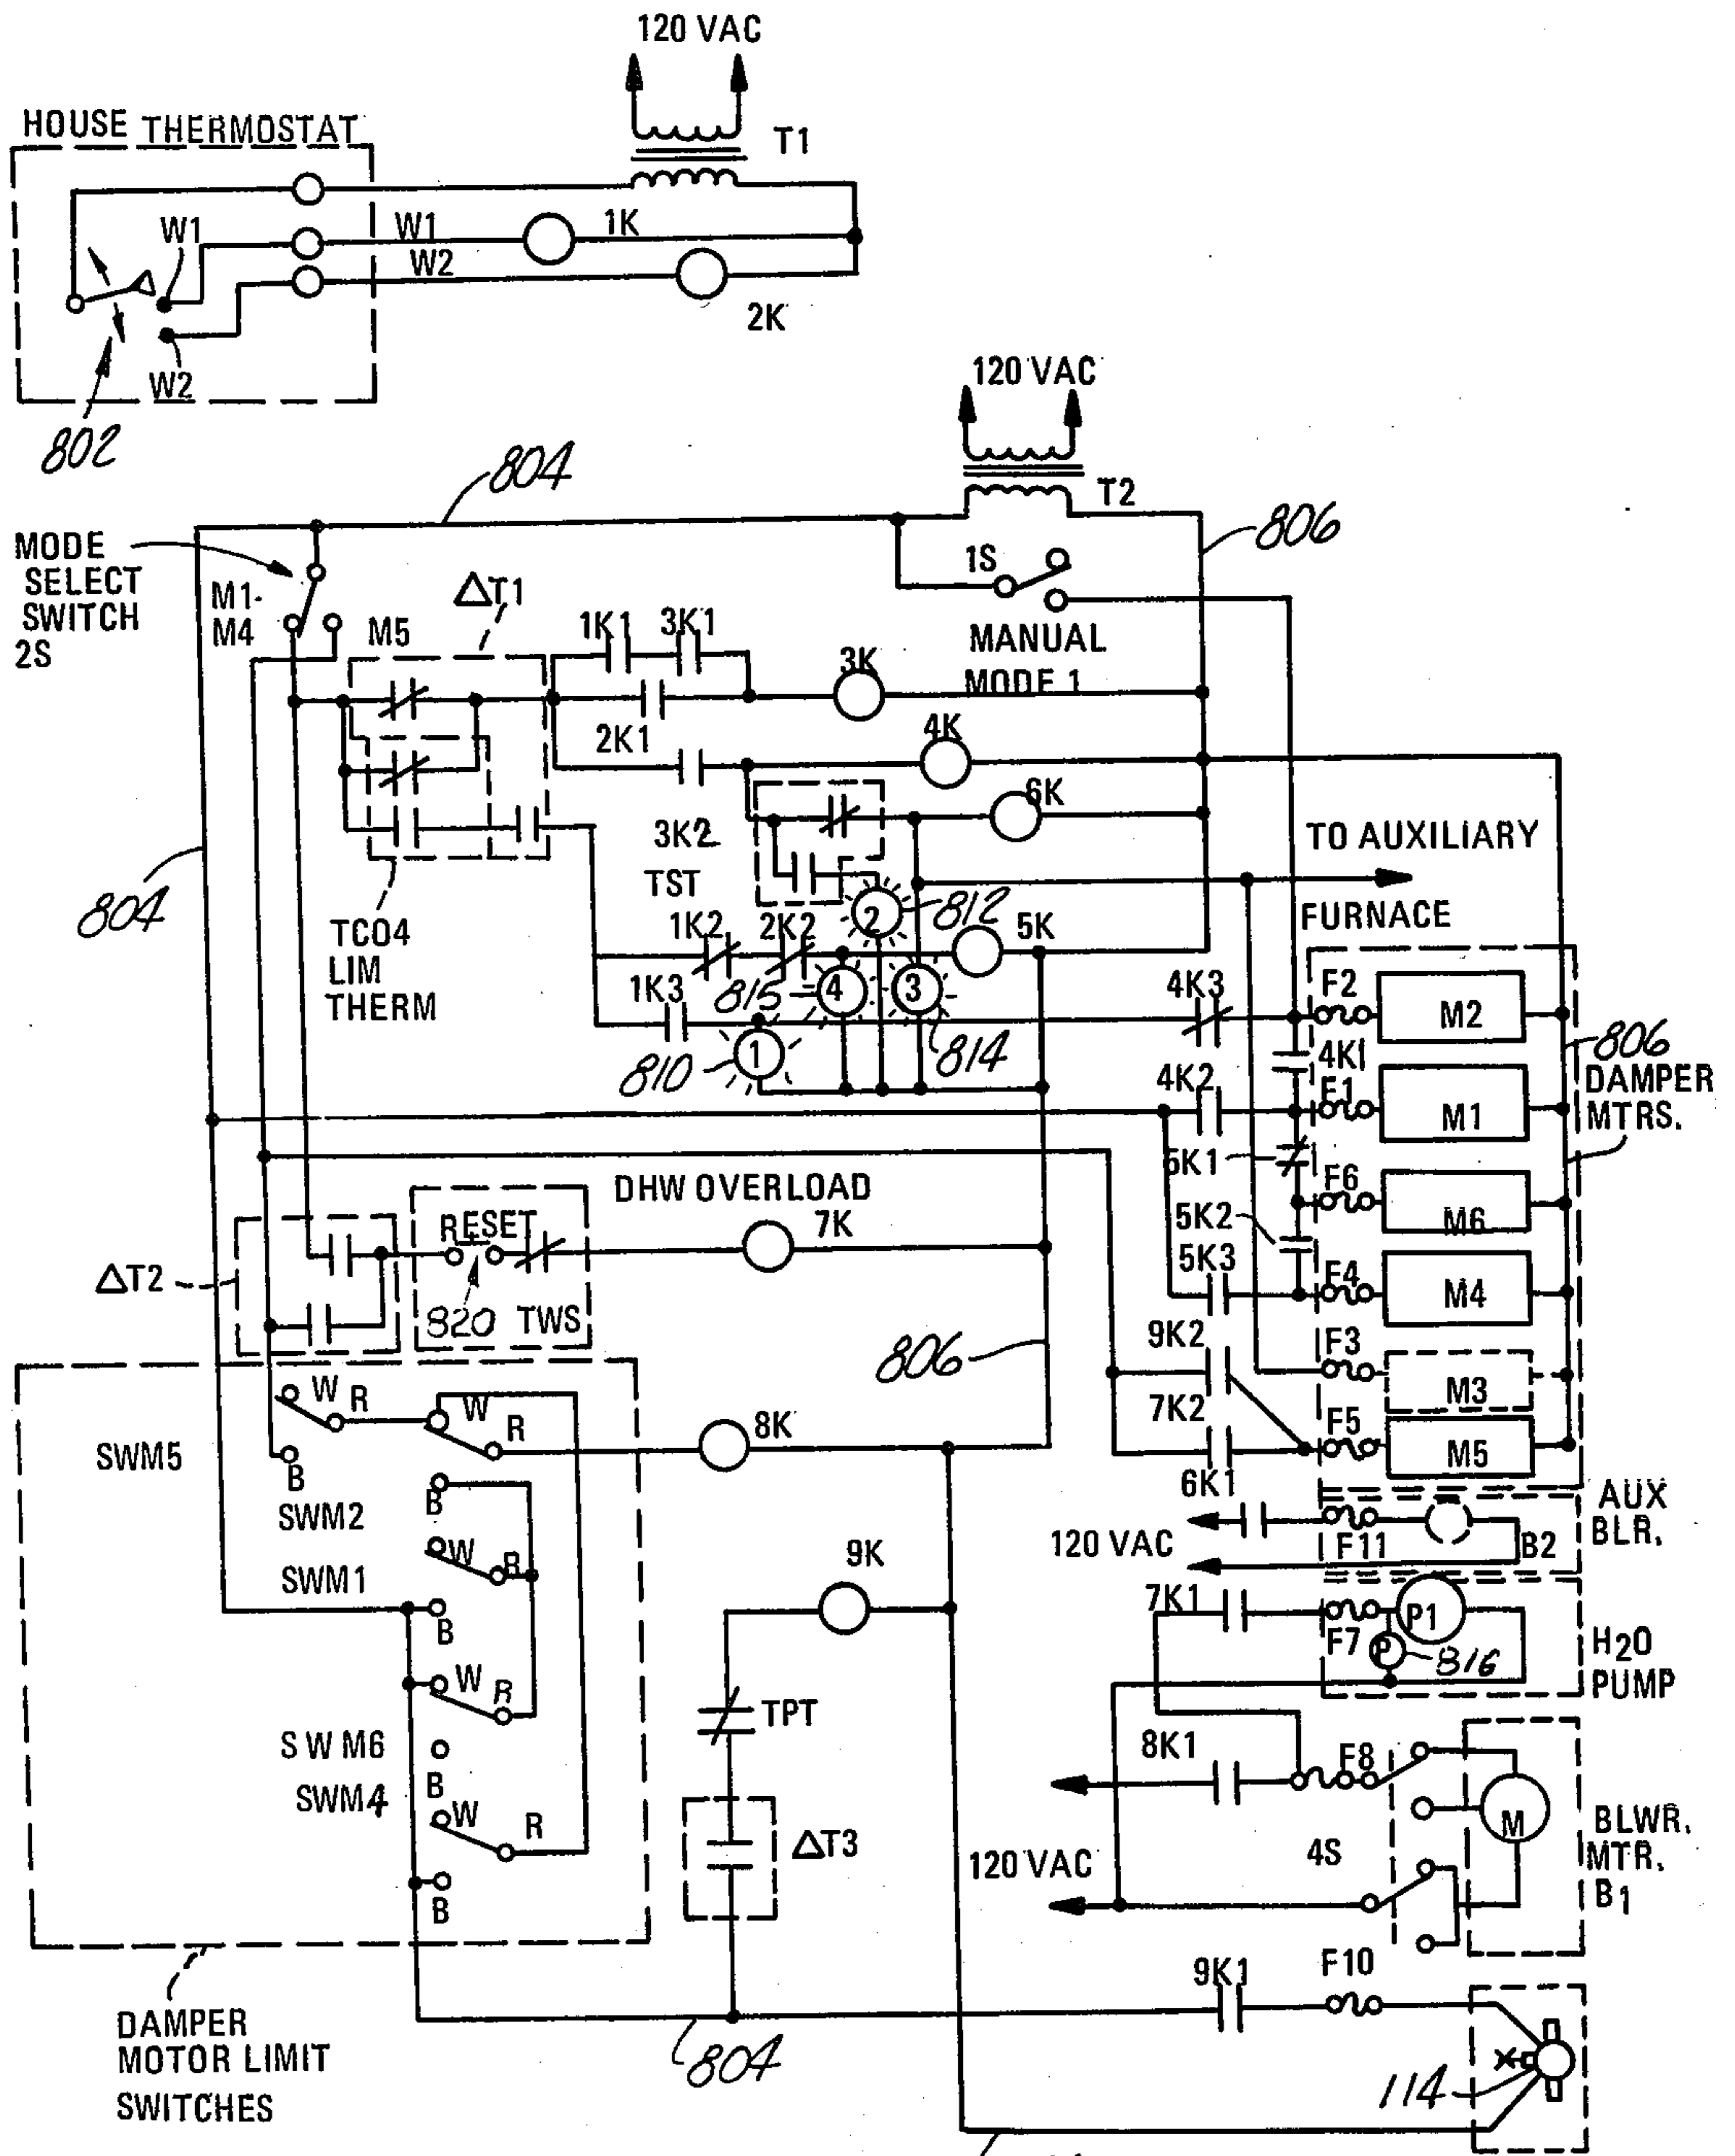 120 VAC
T1
HOUSE THERMOSTAT
W1
W1
1K
W2
2K
W2
802
120 VAC
T2
804
806
MODE
SELECT
SWITCH
2S
M1-
M4
M5
ΔT1
1S
MANUAL
MODE 1
1K1
3K1
3K
2K1
4K
6K
3K2
TST
TO AUXILIARY
FURNACE
804
TCO4
LIM
THERM
2
812
1K2
2K2
5K
1K3
815
4
3
814
4K3
F2
M2
810
1
4K1
806
DAMPER
MTRS.
4K2
F1
M1
5K1
F6
M6
DHW OVERLOAD
RESET
7K
5K2
5K3
F4
M4
ΔT2
820
TWS
9K2
F3
M3
806
7K2
F5
M5
W
R
W
R
8K
SWM5
B
B
6K1
SWM2
W
R
120 VAC
F11
B2
AUX
BLR.
SWM1
B
9K
7K1
F7
P1
P
816
H2O
PUMP
W
R
TPT
SWM6
B
SWM4
W
R
8K1
F8
M
BLWR.
MTR.
B1
ΔT3
4S
120 VAC
B
9K1
F10
DAMPER
MOTOR LIMIT
SWITCHES
804
114